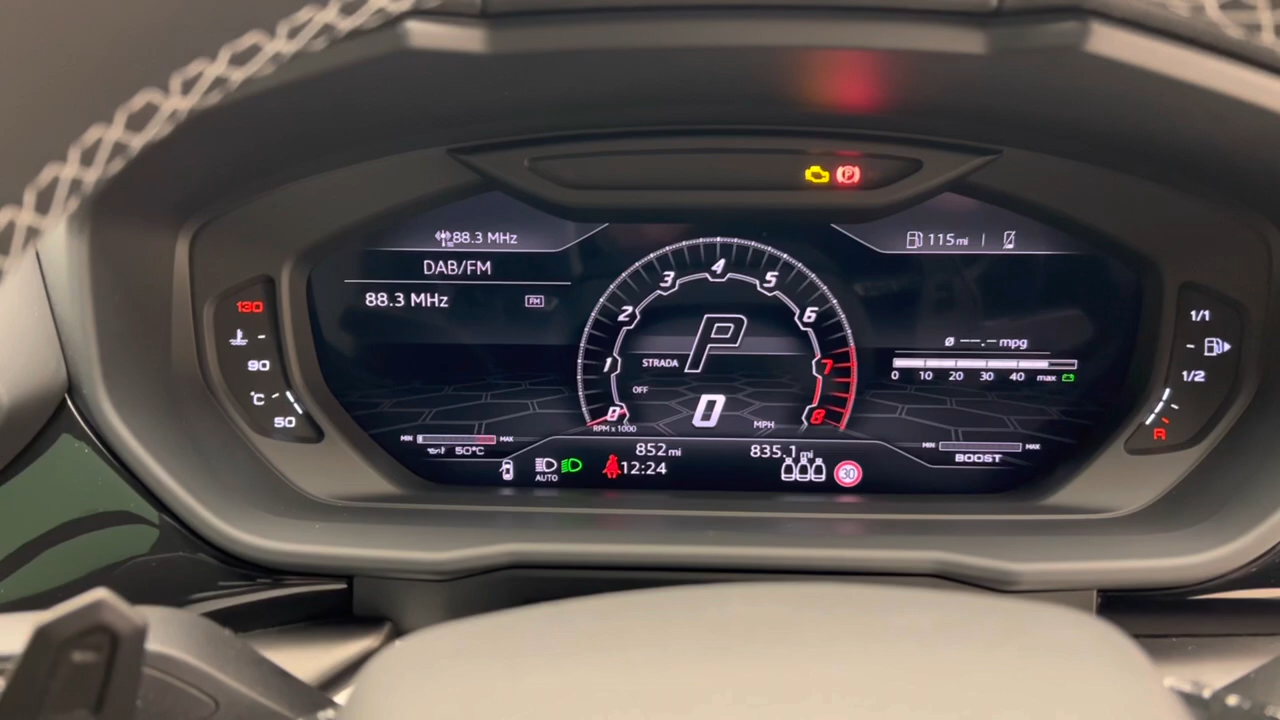 88.3 MHz
115 mi
DAB/FM
88.3 MHz
FM
130
90
°C
50
0
1
2
3
4
5
6
7
8
P
STRADA
OFF
0
MPH
RPM x 1000
Ø --.- mpg
0 10 20 30 40 max
1/1
1/2
R
MIN MAX
50°C
MIN MAX
BOOST
852 mi
835.1 mi
AUTO
12:24
30
P